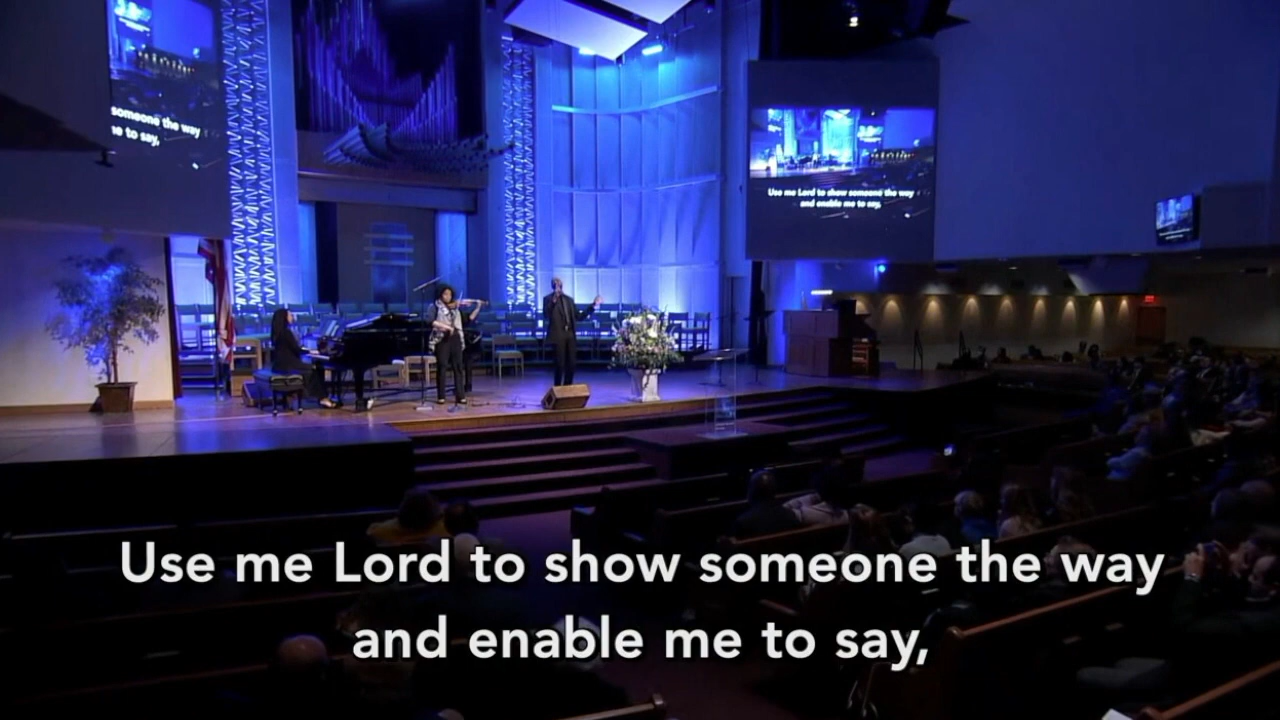 someone the way
e to say,
Use me Lord to show someone the way
and enable me to say,
Use me Lord to show someone the way
and enable me to say,